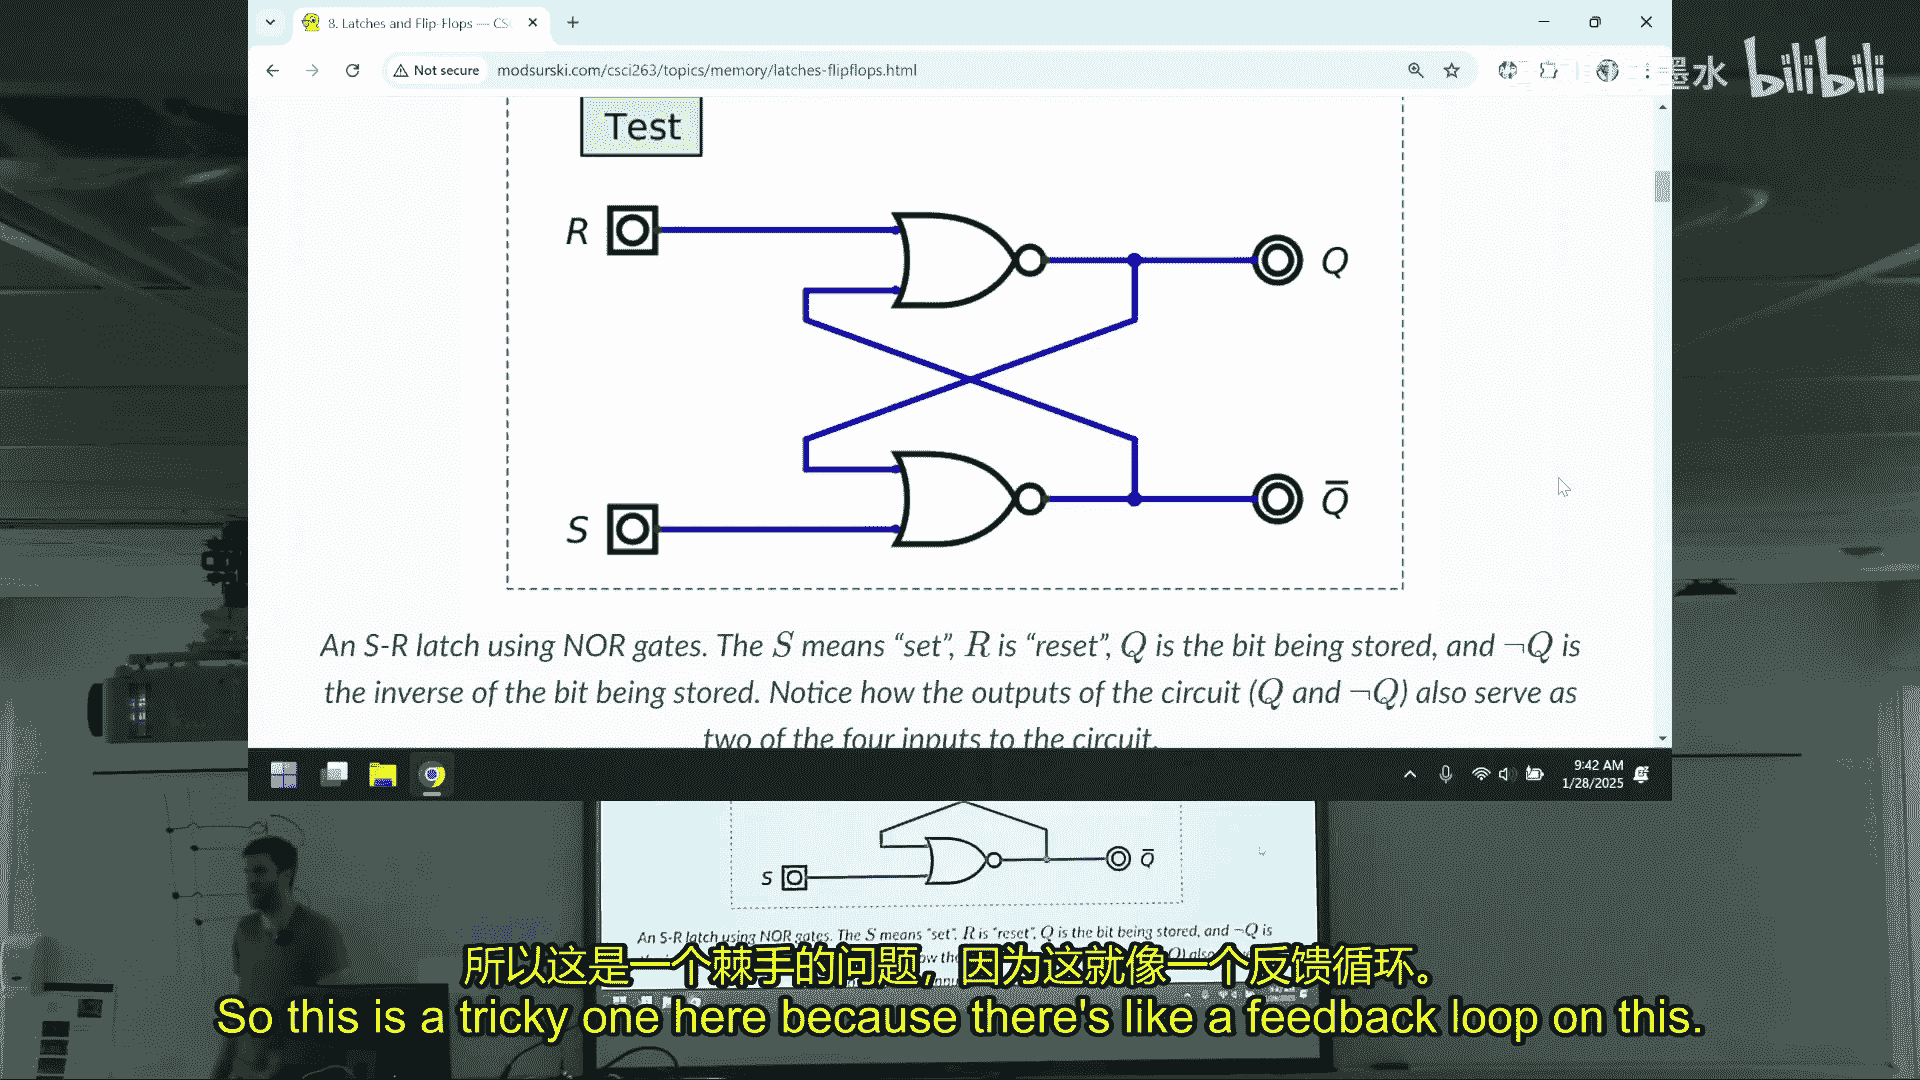 8. Latches and Flip-Flops — CS
Not secure
modsurski.com/csci263/topics/memory/latches-flipflops.html
墨水 bilibili
Test
R
Q
S
Q̅
An S-R latch using NOR gates. The S means “set”, R is “reset”, Q is the bit being stored, and ¬Q is
the inverse of the bit being stored. Notice how the outputs of the circuit (Q and ¬Q) also serve as
two of the four inputs to the circuit.
9:42 AM
1/28/2025
S
Q̅
An S-R latch using NOR gates. The S means “set”, R is “reset”, Q is the bit being stored, and ¬Q is
所以这是一个棘手的问题，因为这就像一个反馈循环。
So this is a tricky one here because there's like a feedback loop on this.